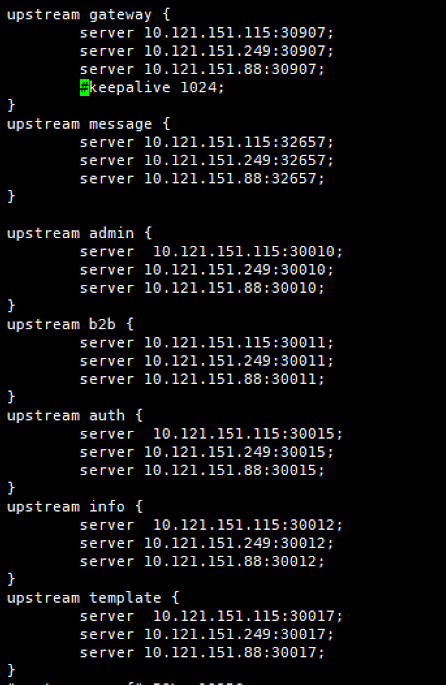 upstream gateway {
        server 10.121.151.115:30907;
        server 10.121.151.249:30907;
        server 10.121.151.88:30907;
        #keepalive 1024;
}
upstream message {
        server 10.121.151.115:32657;
        server 10.121.151.249:32657;
        server 10.121.151.88:32657;
}

upstream admin {
        server  10.121.151.115:30010;
        server 10.121.151.249:30010;
        server 10.121.151.88:30010;
}
upstream b2b {
        server  10.121.151.115:30011;
        server 10.121.151.249:30011;
        server 10.121.151.88:30011;
}
upstream auth {
        server  10.121.151.115:30015;
        server 10.121.151.249:30015;
        server 10.121.151.88:30015;
}
upstream info {
        server  10.121.151.115:30012;
        server 10.121.151.249:30012;
        server 10.121.151.88:30012;
}
upstream template {
        server  10.121.151.115:30017;
        server 10.121.151.249:30017;
        server 10.121.151.88:30017;
}